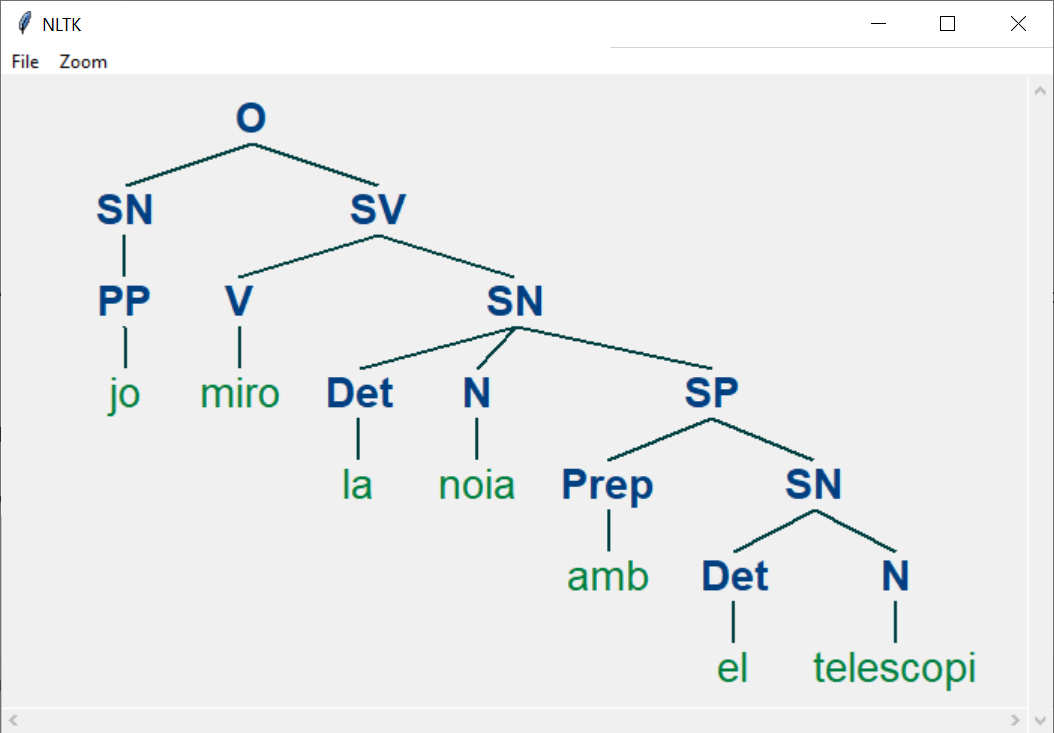 NLTK
File Zoom
O
SN SV
PP V SN
jo miro Det N SP
la noia Prep SN
amb Det N
el telescopi